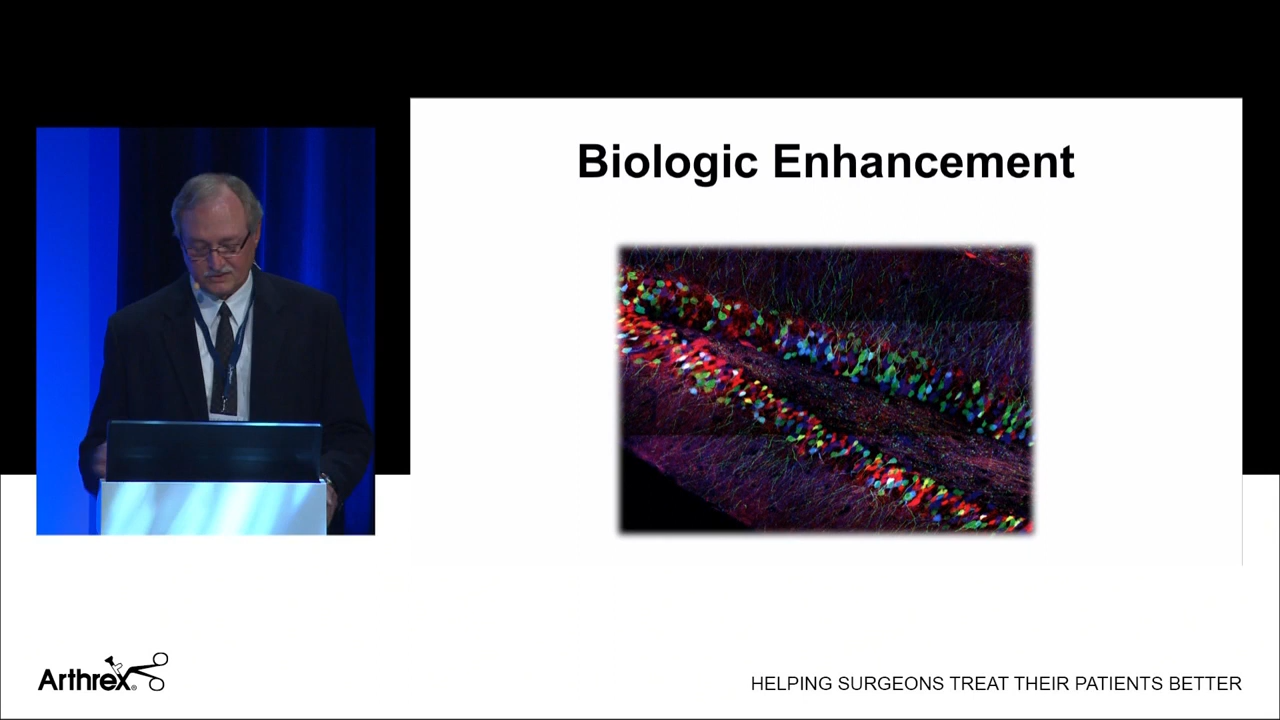 Biologic Enhancement
Arthrex®
HELPING SURGEONS TREAT THEIR PATIENTS BETTER